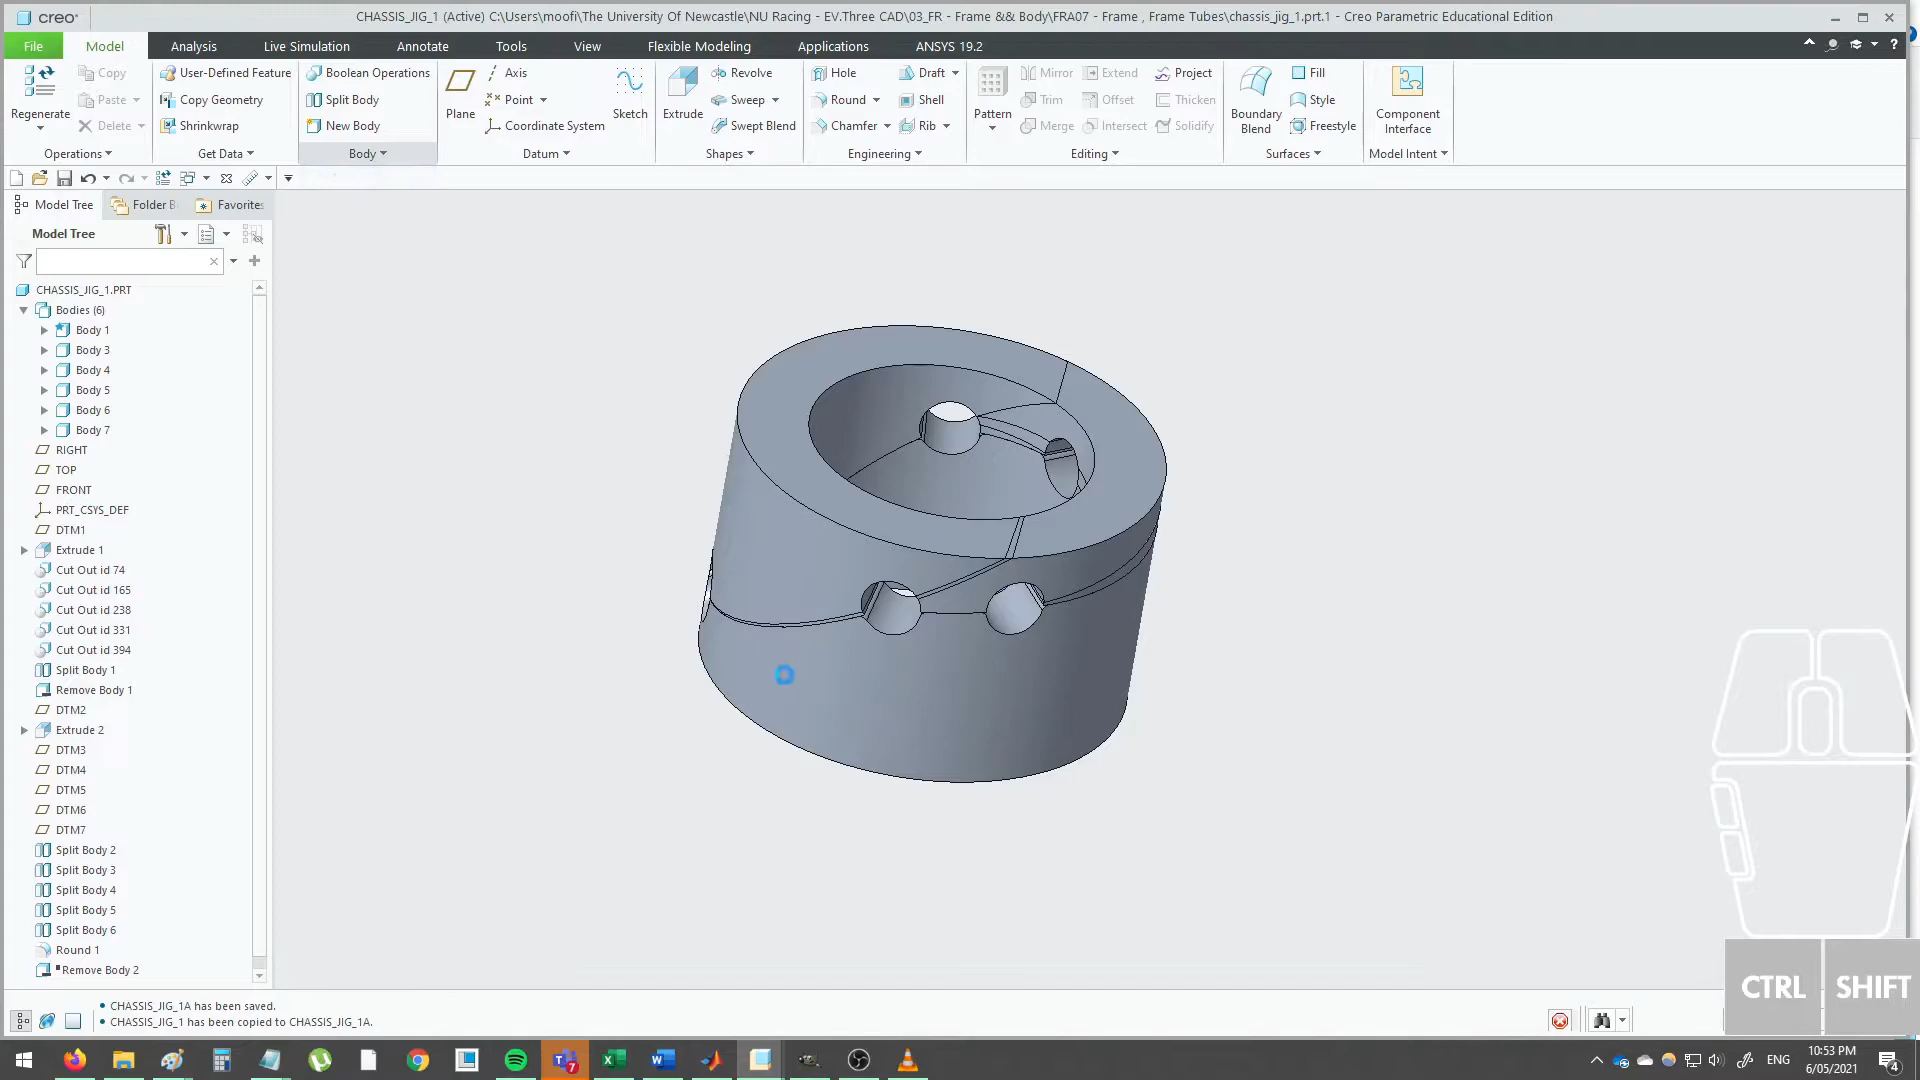 creo
CHASSIS_JIG_1 (Active) C:\Users\moofi\The University Of Newcastle\NU Racing - EV.Three CAD\03_FR - Frame && Body\FRA07 - Frame , Frame Tubes\chassis_jig_1.prt.1 - Creo Parametric Educational Edition
File Model Analysis Live Simulation Annotate Tools View Flexible Modeling Applications ANSYS 19.2
Regenerate
Copy
Paste
Delete
Operations
User-Defined Feature
Copy Geometry
Shrinkwrap
Get Data
Boolean Operations
Split Body
New Body
Body
Plane
Axis
Point
Coordinate System
Sketch
Datum
Extrude
Revolve
Sweep
Swept Blend
Shapes
Hole
Round
Chamfer
Draft
Shell
Rib
Engineering
Pattern
Mirror
Trim
Merge
Extend
Offset
Intersect
Project
Thicken
Solidify
Editing
Boundary
Blend
Fill
Style
Freestyle
Surfaces
Component
Interface
Model Intent
Model Tree Folder B Favorites
Model Tree
CHASSIS_JIG_1.PRT
Bodies (6)
Body 1
Body 3
Body 4
Body 5
Body 6
Body 7
RIGHT
TOP
FRONT
PRT_CSYS_DEF
DTM1
Extrude 1
Cut Out id 74
Cut Out id 165
Cut Out id 238
Cut Out id 331
Cut Out id 394
Split Body 1
Remove Body 1
DTM2
Extrude 2
DTM3
DTM4
DTM5
DTM6
DTM7
Split Body 2
Split Body 3
Split Body 4
Split Body 5
Split Body 6
Round 1
Remove Body 2
• CHASSIS_JIG_1A has been saved.
• CHASSIS_JIG_1 has been copied to CHASSIS_JIG_1A.
CTRL SHIFT
7
ENG
10:53 PM
6/05/2021
4